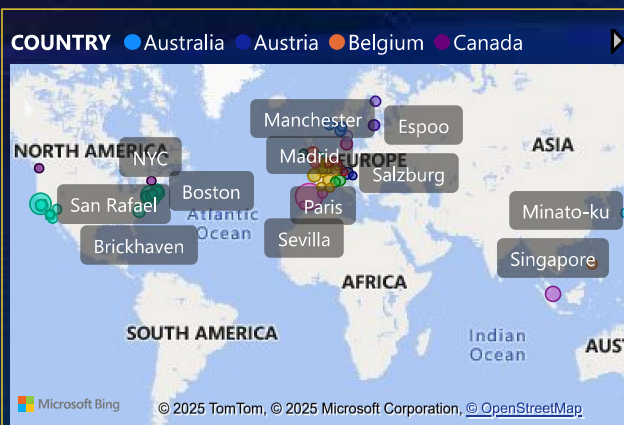 COUNTRY Australia Austria Belgium Canada
Manchester
Espoo
NORTH AMERICA
NYC
Madrid
EUROPE
ASIA
Salzburg
San Rafael
Boston
Paris
Minato-ku
Atlantic
Ocean
Brickhaven
Sevilla
Singapore
AFRICA
SOUTH AMERICA
Indian
Ocean
AUS
Microsoft Bing
© 2025 TomTom, © 2025 Microsoft Corporation, © OpenStreetMap